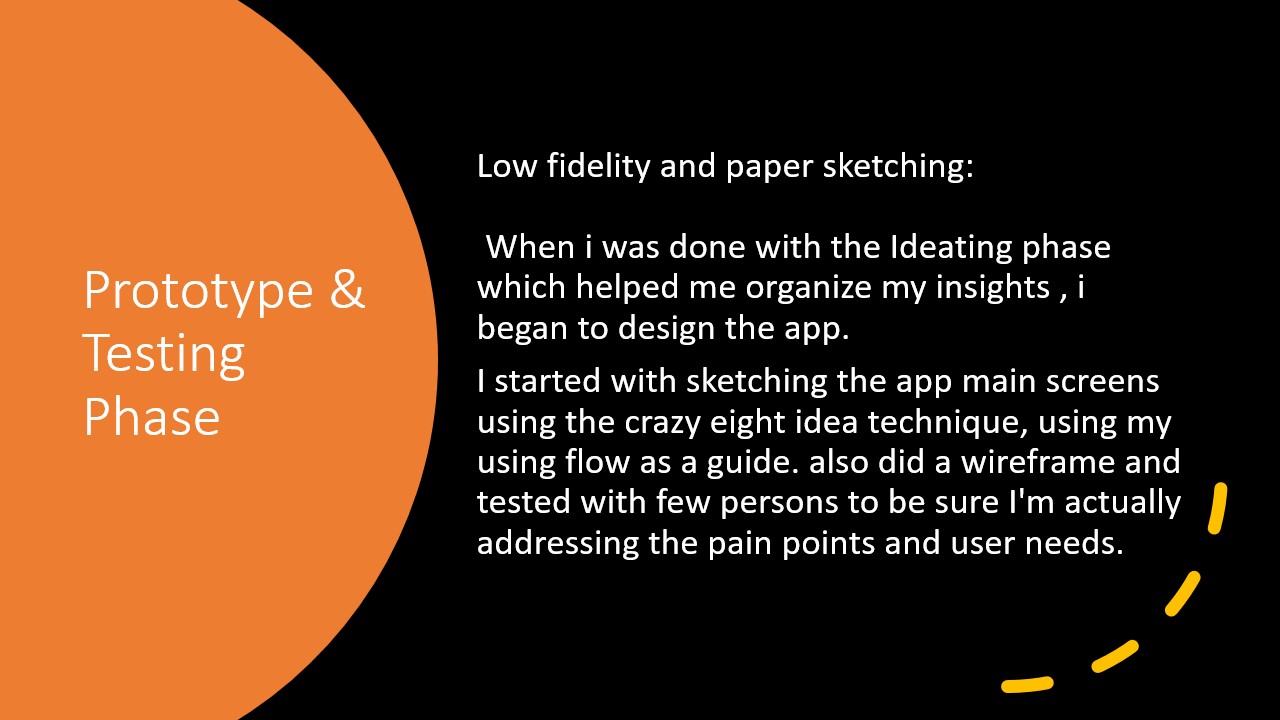 Prototype &
Testing
Phase
Low fidelity and paper sketching:
When i was done with the Ideating phase
which helped me organize my insights , i
began to design the app.
I started with sketching the app main screens
using the crazy eight idea technique, using my
using flow as a guide. also did a wireframe and
tested with few persons to be sure I'm actually
addressing the pain points and user needs.